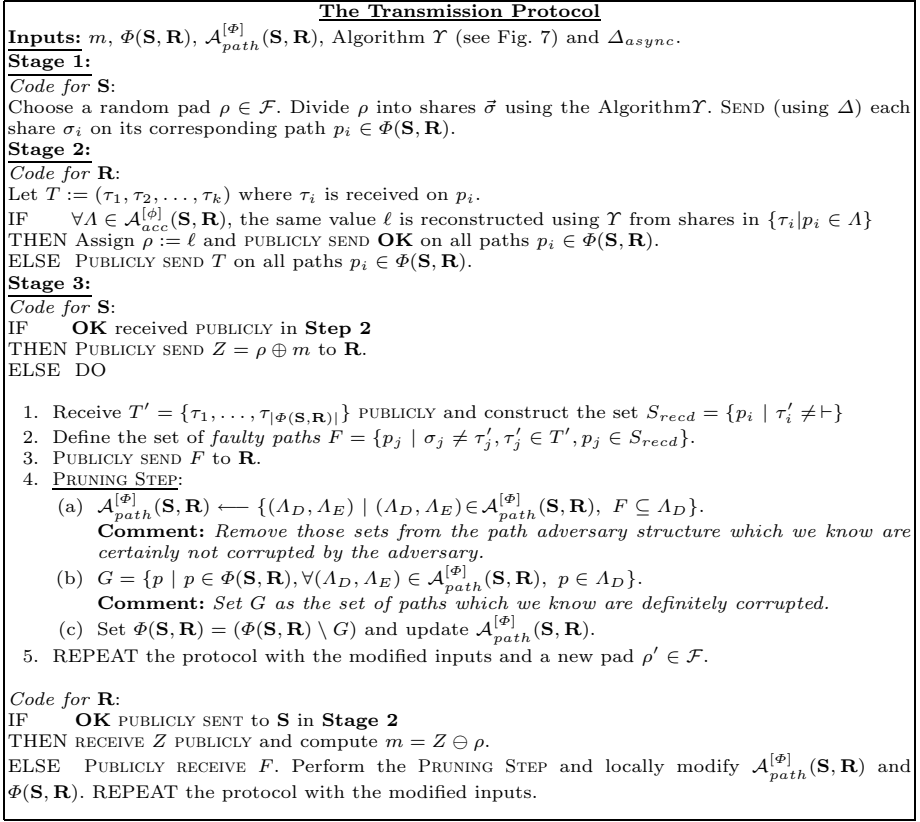 The Transmission Protocol
Inputs: m, Φ(S, R), 𝒜^{[Φ]}_{path}(S, R), Algorithm ϒ (see Fig. 7) and Δ_{async}.
Stage 1:
Code for S:
Choose a random pad ρ ∈ ℱ. Divide ρ into shares σ⃗ using the Algorithmϒ. SEND (using Δ) each
share σ_i on its corresponding path p_i ∈ Φ(S, R).
Stage 2:
Code for R:
Let T := (τ_1, τ_2, . . . , τ_k) where τ_i is received on p_i.
IF ∀Λ ∈ 𝒜^{[ϕ]}_{acc}(S, R), the same value ℓ is reconstructed using ϒ from shares in {τ_i|p_i ∈ Λ}
THEN Assign ρ := ℓ and PUBLICLY SEND OK on all paths p_i ∈ Φ(S, R).
ELSE PUBLICLY SEND T on all paths p_i ∈ Φ(S, R).
Stage 3:
Code for S:
IF OK received PUBLICLY in Step 2
THEN PUBLICLY SEND Z = ρ ⊕ m to R.
ELSE DO
1. Receive T′ = {τ_1, . . . , τ_{|Φ(S,R)|}} PUBLICLY and construct the set S_{recd} = {p_i | τ′_i ≠⊢}
2. Define the set of faulty paths F = {p_j | σ_j ≠ τ′_j, τ′_j ∈ T′, p_j ∈ S_{recd}}.
3. PUBLICLY SEND F to R.
4. PRUNING STEP:
(a) 𝒜^{[Φ]}_{path}(S, R) ⟵ {(Λ_D, Λ_E) | (Λ_D, Λ_E)∈𝒜^{[Φ]}_{path}(S, R), F ⊆ Λ_D}.
Comment: Remove those sets from the path adversary structure which we know are
certainly not corrupted by the adversary.
(b) G = {p | p ∈ Φ(S, R), ∀(Λ_D, Λ_E) ∈ 𝒜^{[Φ]}_{path}(S, R), p ∈ Λ_D}.
Comment: Set G as the set of paths which we know are definitely corrupted.
(c) Set Φ(S, R) = (Φ(S, R) \ G) and update 𝒜^{[Φ]}_{path}(S, R).
5. REPEAT the protocol with the modified inputs and a new pad ρ′ ∈ ℱ.
Code for R:
IF OK PUBLICLY SENT to S in Stage 2
THEN RECEIVE Z PUBLICLY and compute m = Z ⊖ ρ.
ELSE PUBLICLY RECEIVE F. Perform the PRUNING STEP and locally modify 𝒜^{[Φ]}_{path}(S, R) and
Φ(S, R). REPEAT the protocol with the modified inputs.